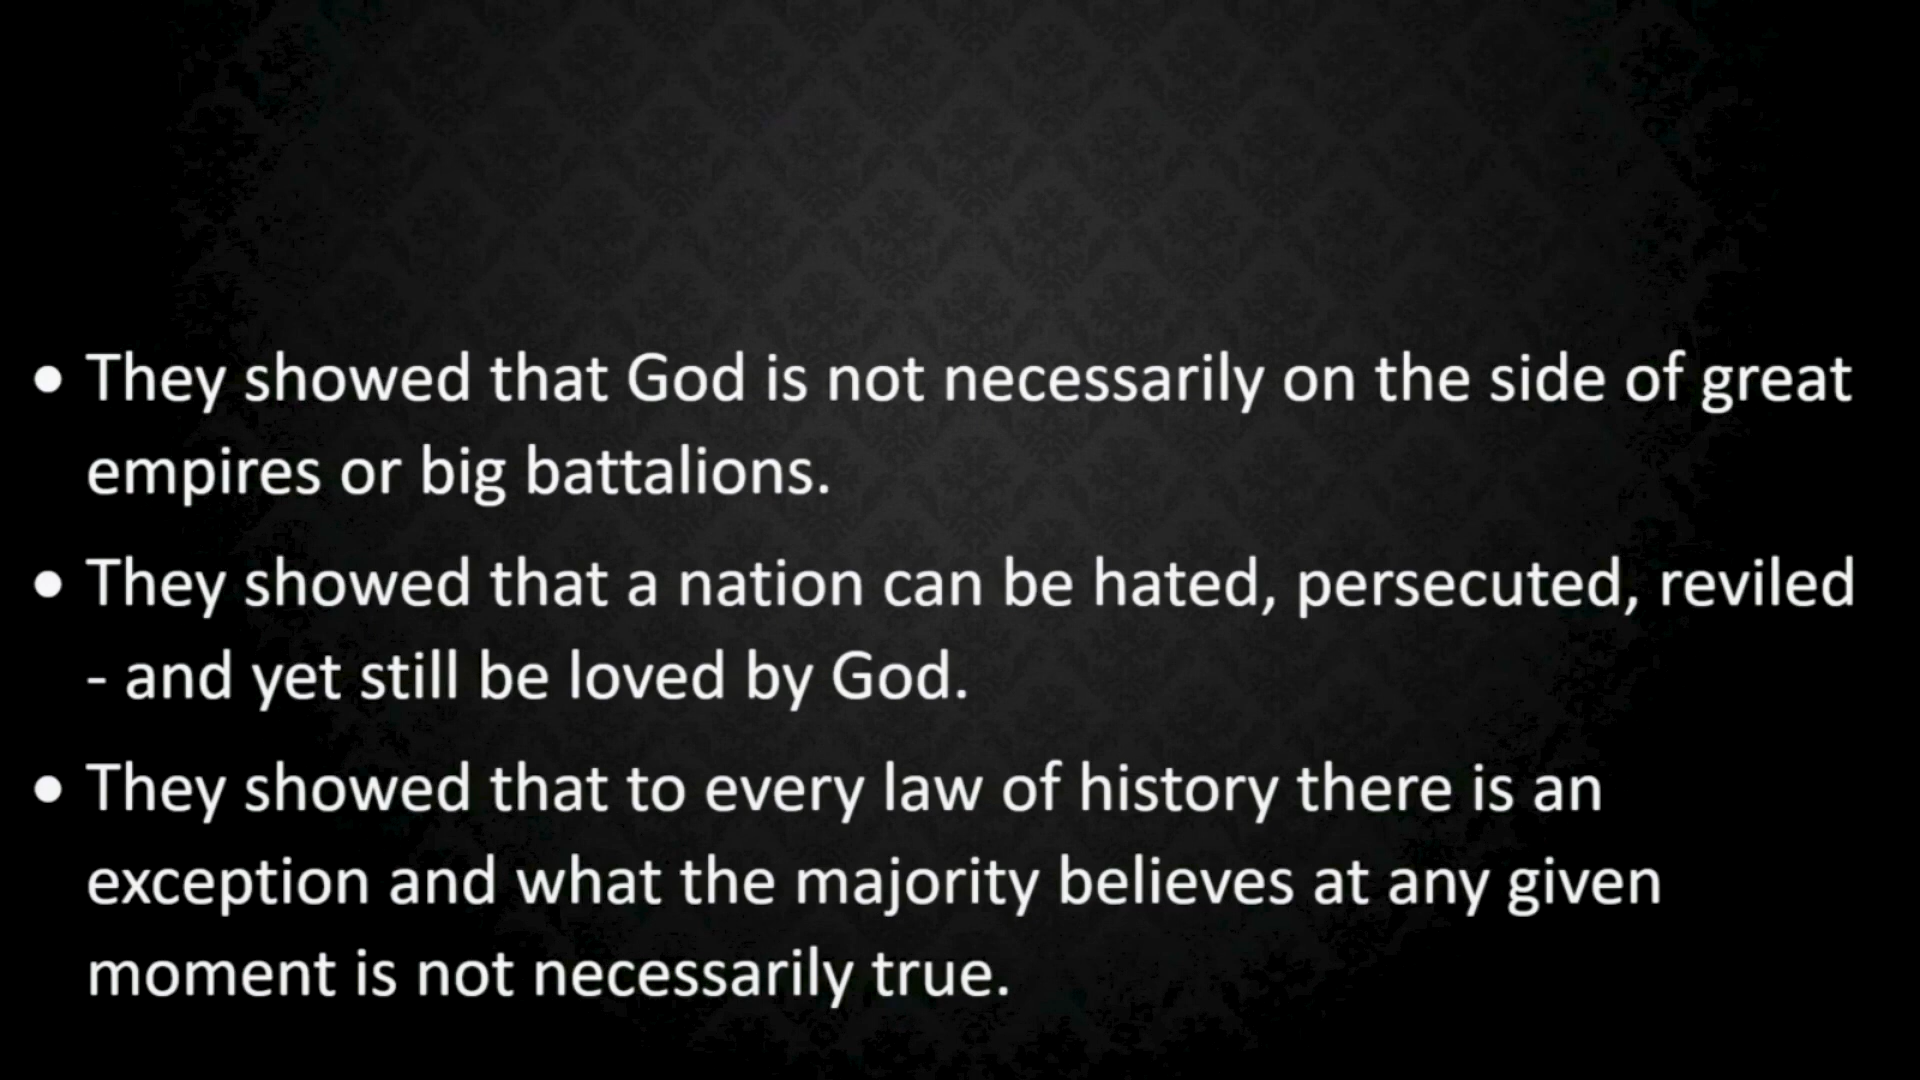 • They showed that God is not necessarily on the side of great
empires or big battalions.
• They showed that a nation can be hated, persecuted, reviled
- and yet still be loved by God.
• They showed that to every law of history there is an
exception and what the majority believes at any given
moment is not necessarily true.